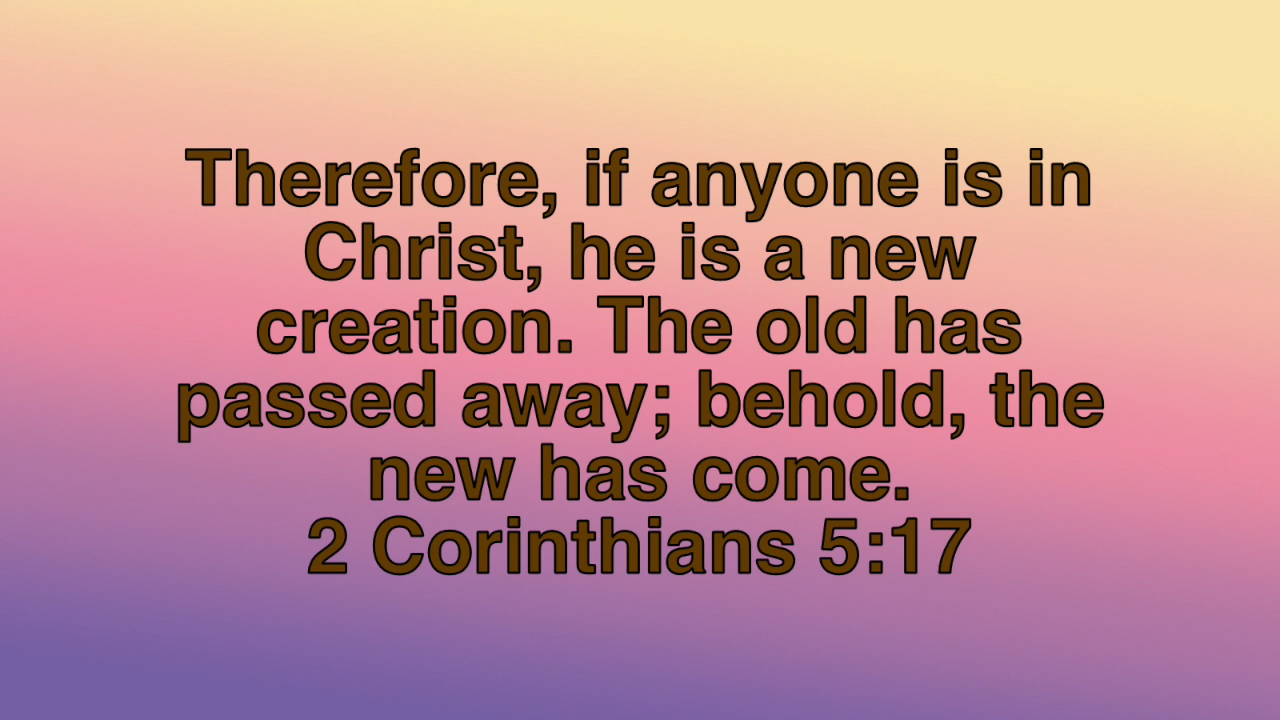 Therefore, if anyone is in
Christ, he is a new
creation. The old has
passed away; behold, the
new has come.
2 Corinthians 5:17